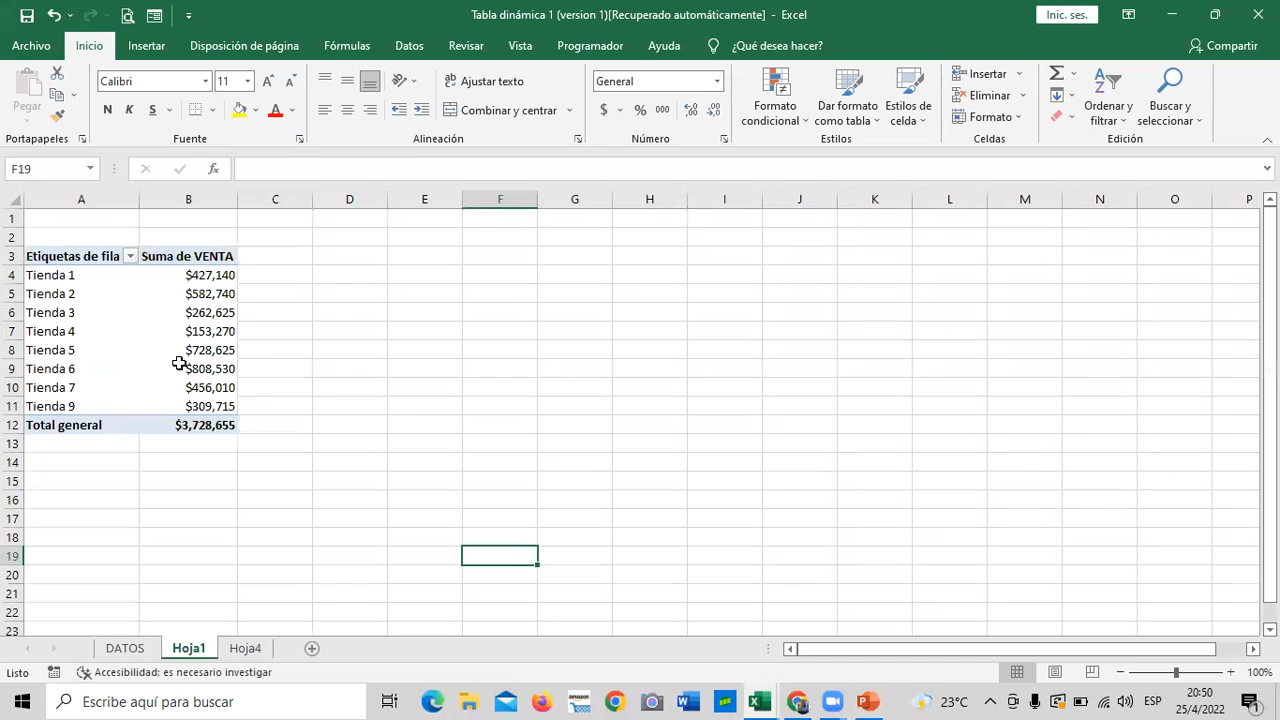 Tabla dinámica 1 (version 1)[Recuperado automáticamente] - Excel
Inic. ses.
Archivo Inicio Insertar Disposición de página Fórmulas Datos Revisar Vista Programador Ayuda ¿Qué desea hacer? Compartir
Pegar
Calibri 11
N K S
Ajustar texto
Combinar y centrar
General
$ % 000
Formato condicional
Dar formato como tabla
Estilos de celda
Insertar
Eliminar
Formato
Ordenar y filtrar
Buscar y seleccionar
Portapapeles Fuente Alineación Número Estilos Celdas Edición
F19 fx
A B C D E F G H I J K L M N O P
1
2
3 Etiquetas de fila Suma de VENTA
4 Tienda 1 $427,140
5 Tienda 2 $582,740
6 Tienda 3 $262,625
7 Tienda 4 $153,270
8 Tienda 5 $728,625
9 Tienda 6 $808,530
10 Tienda 7 $456,010
11 Tienda 9 $309,715
12 Total general $3,728,655
13
14
15
16
17
18
19
20
21
22
23
DATOS Hoja1 Hoja4
Listo Accesibilidad: es necesario investigar 100%
Escribe aquí para buscar 23°C ESP 20:50
25/4/2022